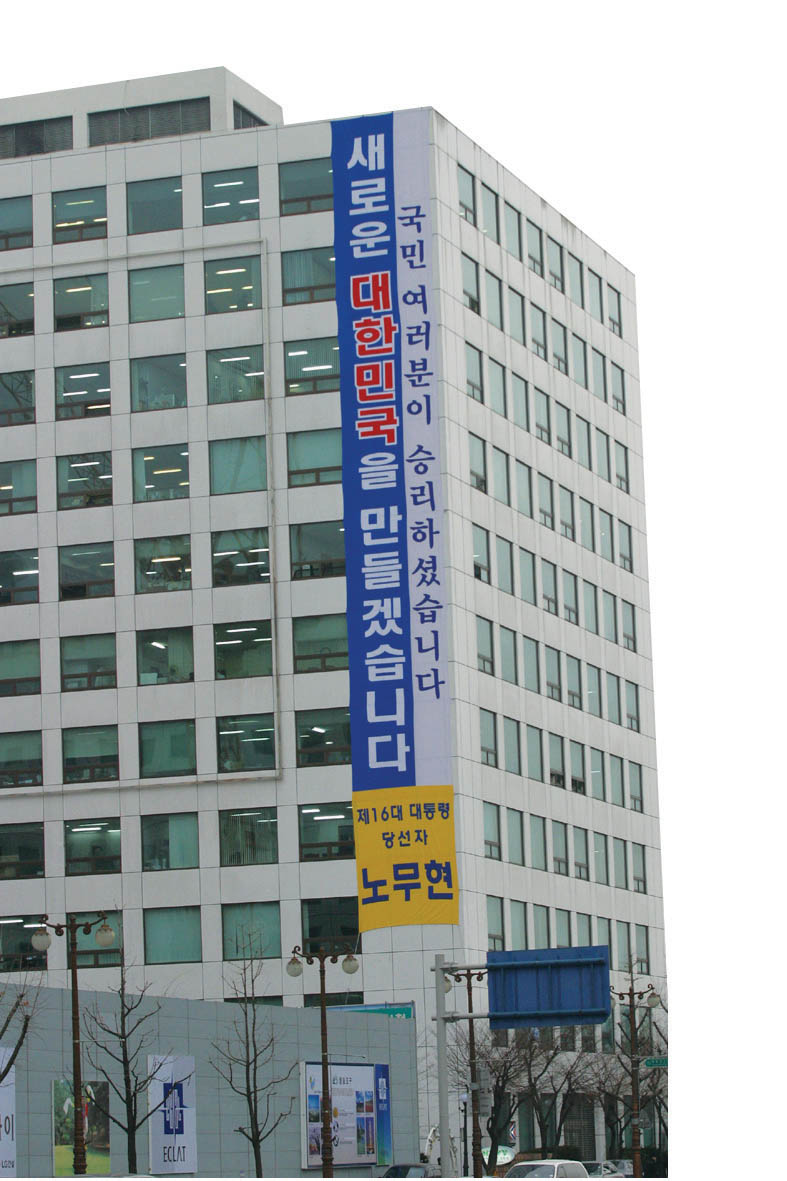 새로운 대한민국을 만들겠습니다
국민 여러분이 승리하셨습니다
제16대 대통령
당선자
노무현
ECLAT